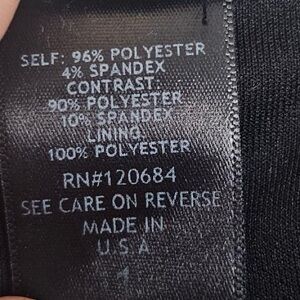 SELF: 96% POLYESTER
4% SPANDEX
CONTRAST:
90% POLYESTER
10% SPANDEX
LINING:
100% POLYESTER
RN#120684
SEE CARE ON REVERSE
MADE IN
U.S.A
1